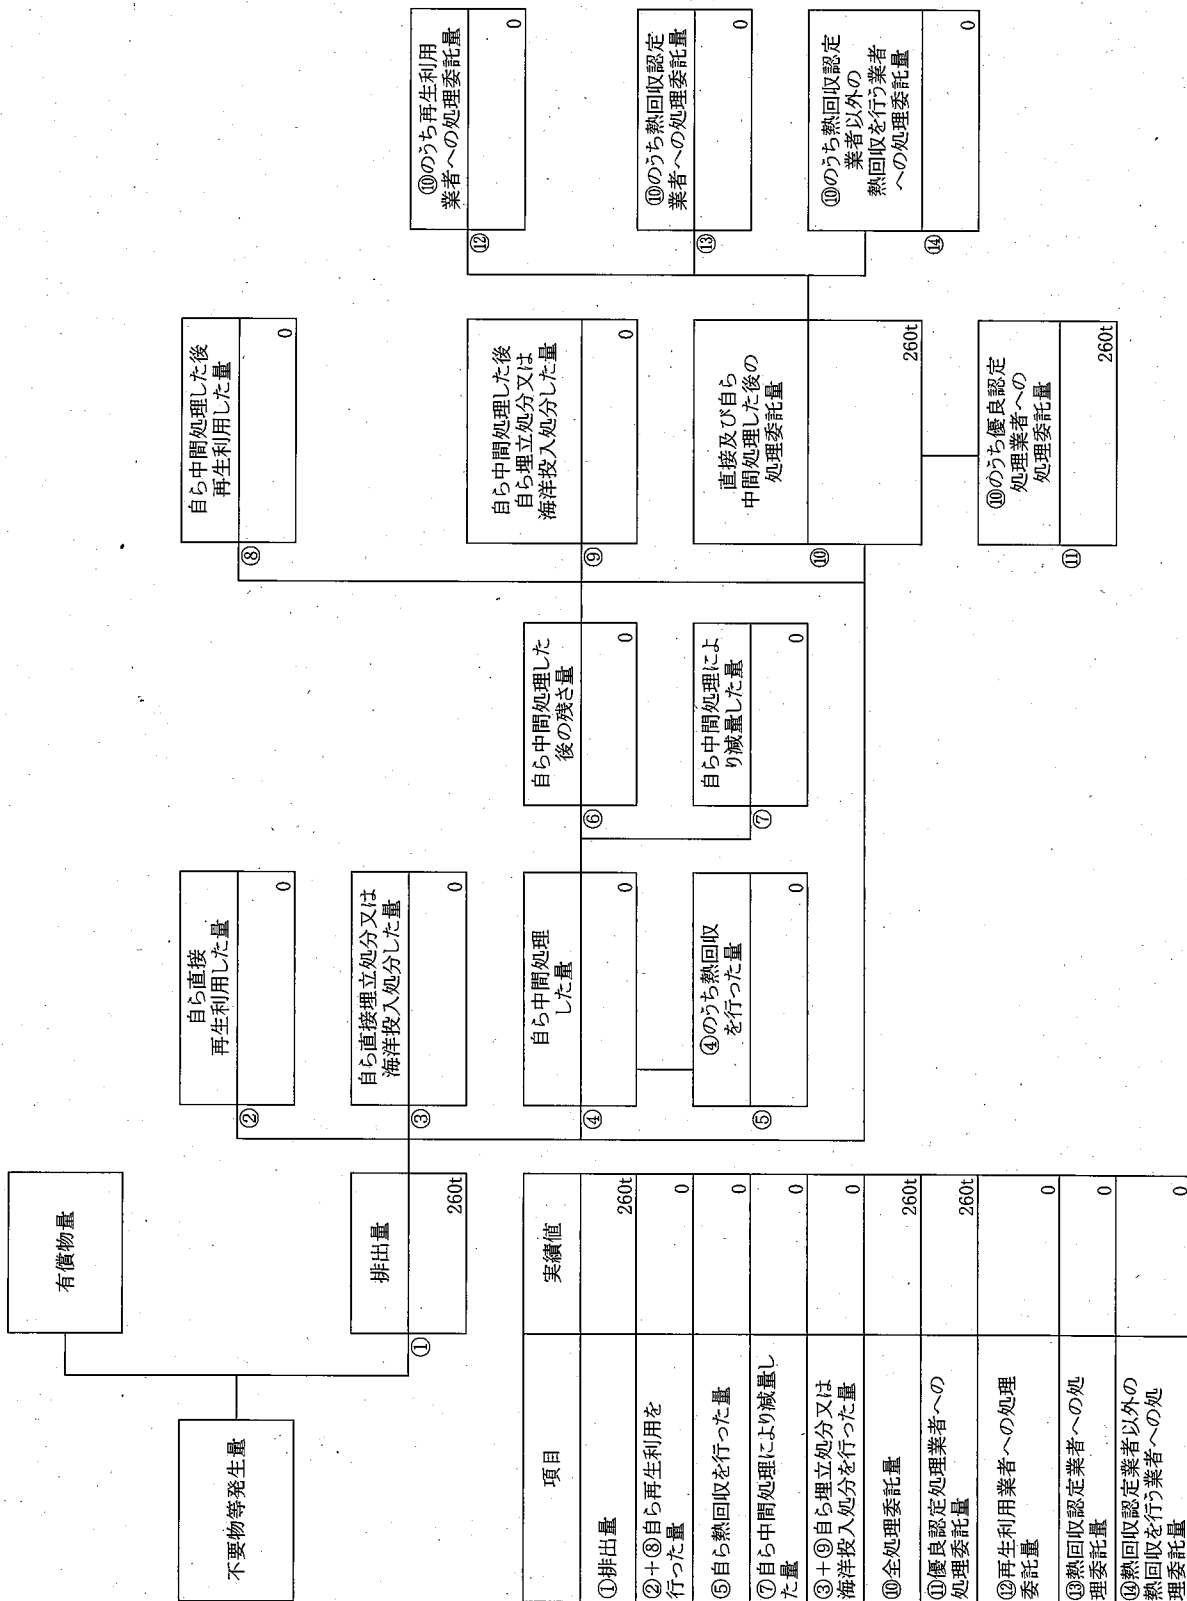 不要物等発生量
有償物量
①
排出量
260t
②
自ら直接
再生利用した量
0
③
自ら直接埋立処分又は
海洋投入処分した量
0
④
自ら中間処理
した量
0
⑤
④のうち熱回収
を行った量
0
⑥
自ら中間処理した
後の残さ量
0
⑦
自ら中間処理によ
り減量した量
0
⑧
自ら中間処理した後
再生利用した量
0
⑨
自ら中間処理した後
自ら埋立処分又は
海洋投入処分した量
0
⑩
直接及び自ら
中間処理した後の
処理委託量
260t
⑪
⑩のうち優良認定
処理業者への
処理委託量
260t
⑫
⑩のうち再生利用
業者への処理委託量
0
⑬
⑩のうち熱回収認定
業者への処理委託量
0
⑭
⑩のうち熱回収認定
業者以外の
熱回収を行う業者
への処理委託量
0
項目 実績値
①排出量 260t
②+⑧自ら再生利用を
行った量 0
⑤自ら熱回収を行った量 0
⑦自ら中間処理により減量し
た量 0
③+⑨自ら埋立処分又は
海洋投入処分を行った量 0
⑩全処理委託量 260t
⑪優良認定処理業者への
処理委託量 260t
⑫再生利用業者への処理
委託量 0
⑬熱回収認定業者への処
理委託量 0
⑭熱回収認定業者以外の
熱回収を行う業者への処
理委託量 0